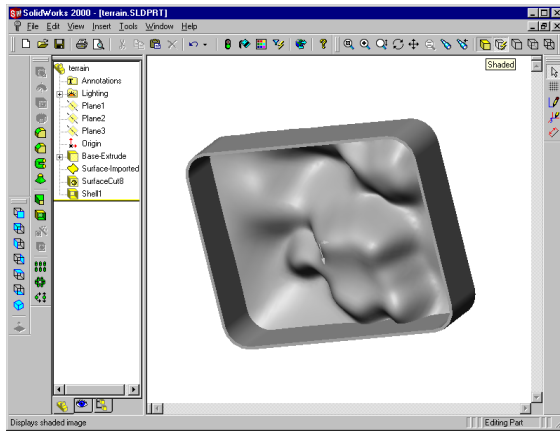 SolidWorks 2000 - [terrain.SLDPRT]
File Edit View Insert Tools Window Help
Shaded
terrain
Annotations
Lighting
Plane1
Plane2
Plane3
Origin
Base-Extrude
Surface-Imported
SurfaceCut8
Shell1
Displays shaded image
Editing Part